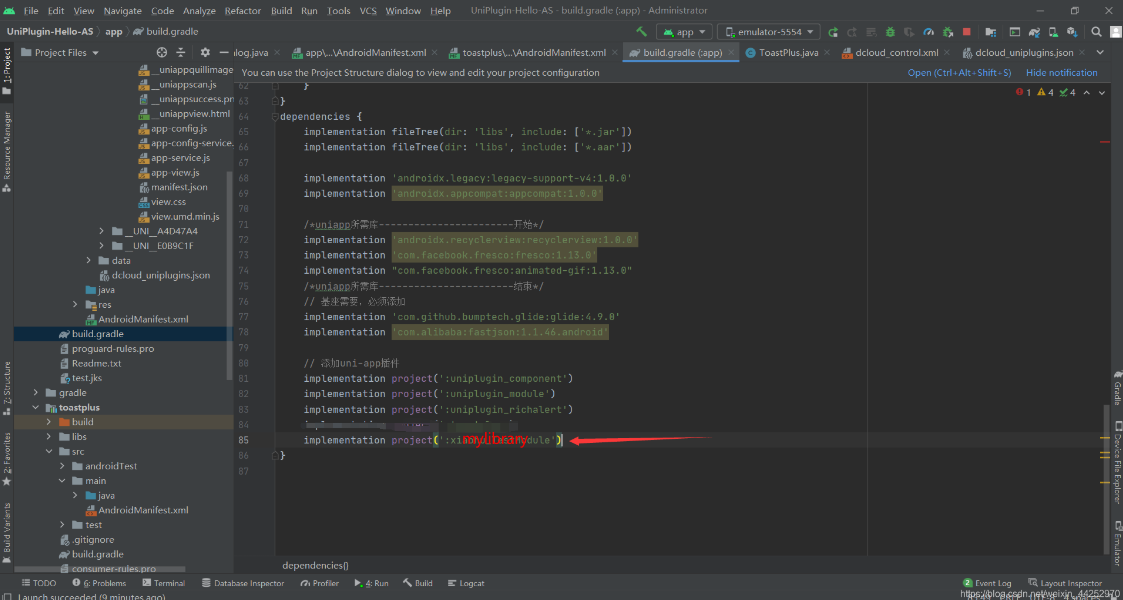 File Edit View Navigate Code Analyze Refactor Build Run Tools VCS Window Help UniPlugin-Hello-AS - build.gradle (:app) - Administrator
UniPlugin-Hello-AS app build.gradle app emulator-5554
Project Files log.java app\...\AndroidManifest.xml toastplus\...\AndroidManifest.xml build.gradle (:app) ToastPlus.java dcloud_control.xml dcloud_uniplugins.json
You can use the Project Structure dialog to view and edit your project configuration Open (Ctrl+Alt+Shift+S) Hide notification
1 4 4
1: Project
Resource Manager
Z: Structure
2: Favorites
Build Variants
__uniappquillimage
__uniappscan.js
__uniappsuccess.pn
__uniappview.html
app-config.js
app-config-service.
app-service.js
app-view.js
manifest.json
view.css
view.umd.min.js
__UNI__A4D47A4
__UNI__E0B9C1F
data
dcloud_uniplugins.json
java
res
AndroidManifest.xml
build.gradle
proguard-rules.pro
Readme.txt
test.jks
gradle
toastplus
build
libs
src
androidTest
main
java
AndroidManifest.xml
test
.gitignore
build.gradle
consumer-rules.pro
62 }
63 }
64 dependencies {
65 implementation fileTree(dir: 'libs', include: ['*.jar'])
66 implementation fileTree(dir: 'libs', include: ['*.aar'])
67
68 implementation 'androidx.legacy:legacy-support-v4:1.0.0'
69 implementation 'androidx.appcompat:appcompat:1.0.0'
70
71 /*uniapp所需库-----------------------开始*/
72 implementation 'androidx.recyclerview:recyclerview:1.0.0'
73 implementation 'com.facebook.fresco:fresco:1.13.0'
74 implementation "com.facebook.fresco:animated-gif:1.13.0"
75 /*uniapp所需库-----------------------结束*/
76 // 基座需要，必须添加
77 implementation 'com.github.bumptech.glide:glide:4.9.0'
78 implementation 'com.alibaba:fastjson:1.1.46.android'
79
80 // 添加uni-app插件
81 implementation project(':uniplugin_component')
82 implementation project(':uniplugin_module')
83 implementation project(':uniplugin_richalert')
84
85 implementation project(': mylibrary dule')
86 }
87
dependencies{}
Gradle
Device File Explorer
Emulator
TODO 6: Problems Terminal Database Inspector Profiler 4: Run Build Logcat 2 Event Log Layout Inspector
Launch succeeded (9 minutes ago)
https://blog.csdn.net/weixin_44252970